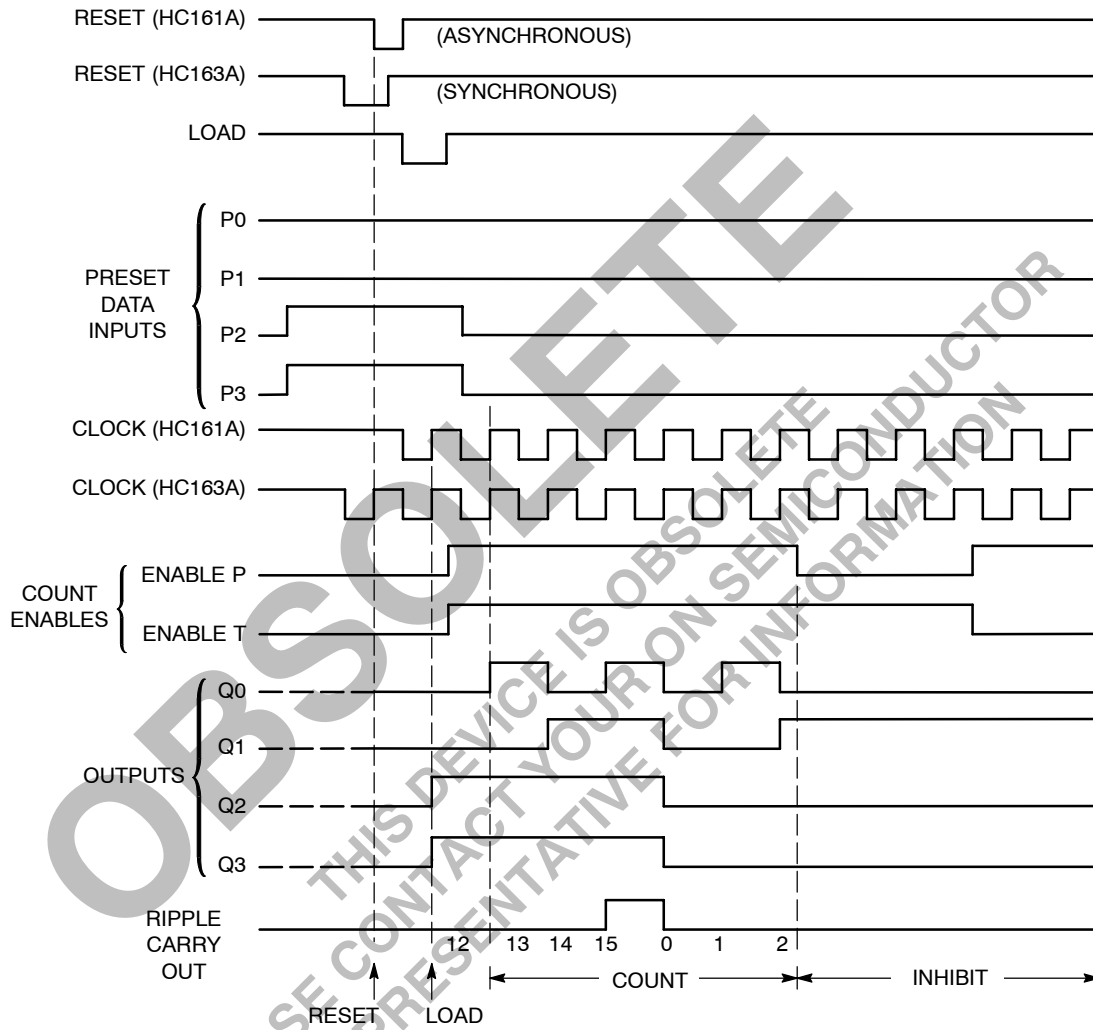 RESET (HC161A)
(ASYNCHRONOUS)
RESET (HC163A)
(SYNCHRONOUS)
LOAD
PRESET
DATA
INPUTS
P0
P1
P2
P3
CLOCK (HC161A)
CLOCK (HC163A)
COUNT
ENABLES
ENABLE P
ENABLE T
OUTPUTS
Q0
Q1
Q2
Q3
RIPPLE
CARRY
OUT
12 13 14 15 0 1 2
COUNT
INHIBIT
RESET
LOAD
OBSOLETE
THIS DEVICE IS OBSOLETE
SE CONTACT YOUR ON SEMICONDUCTOR
PRESENTATIVE FOR INFORMATION